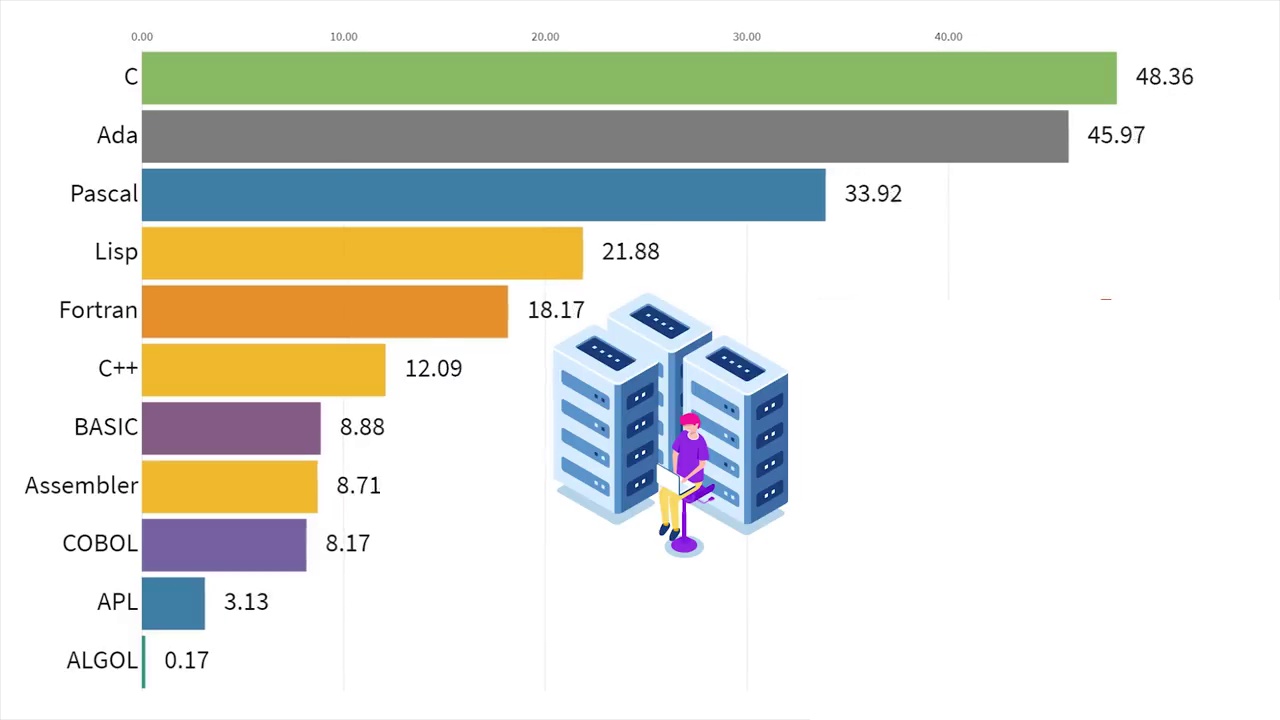 0.00 10.00 20.00 30.00 40.00
C 48.36
Ada 45.97
Pascal 33.92
Lisp 21.88
Fortran 18.17
C++ 12.09
BASIC 8.88
Assembler 8.71
COBOL 8.17
APL 3.13
ALGOL 0.17